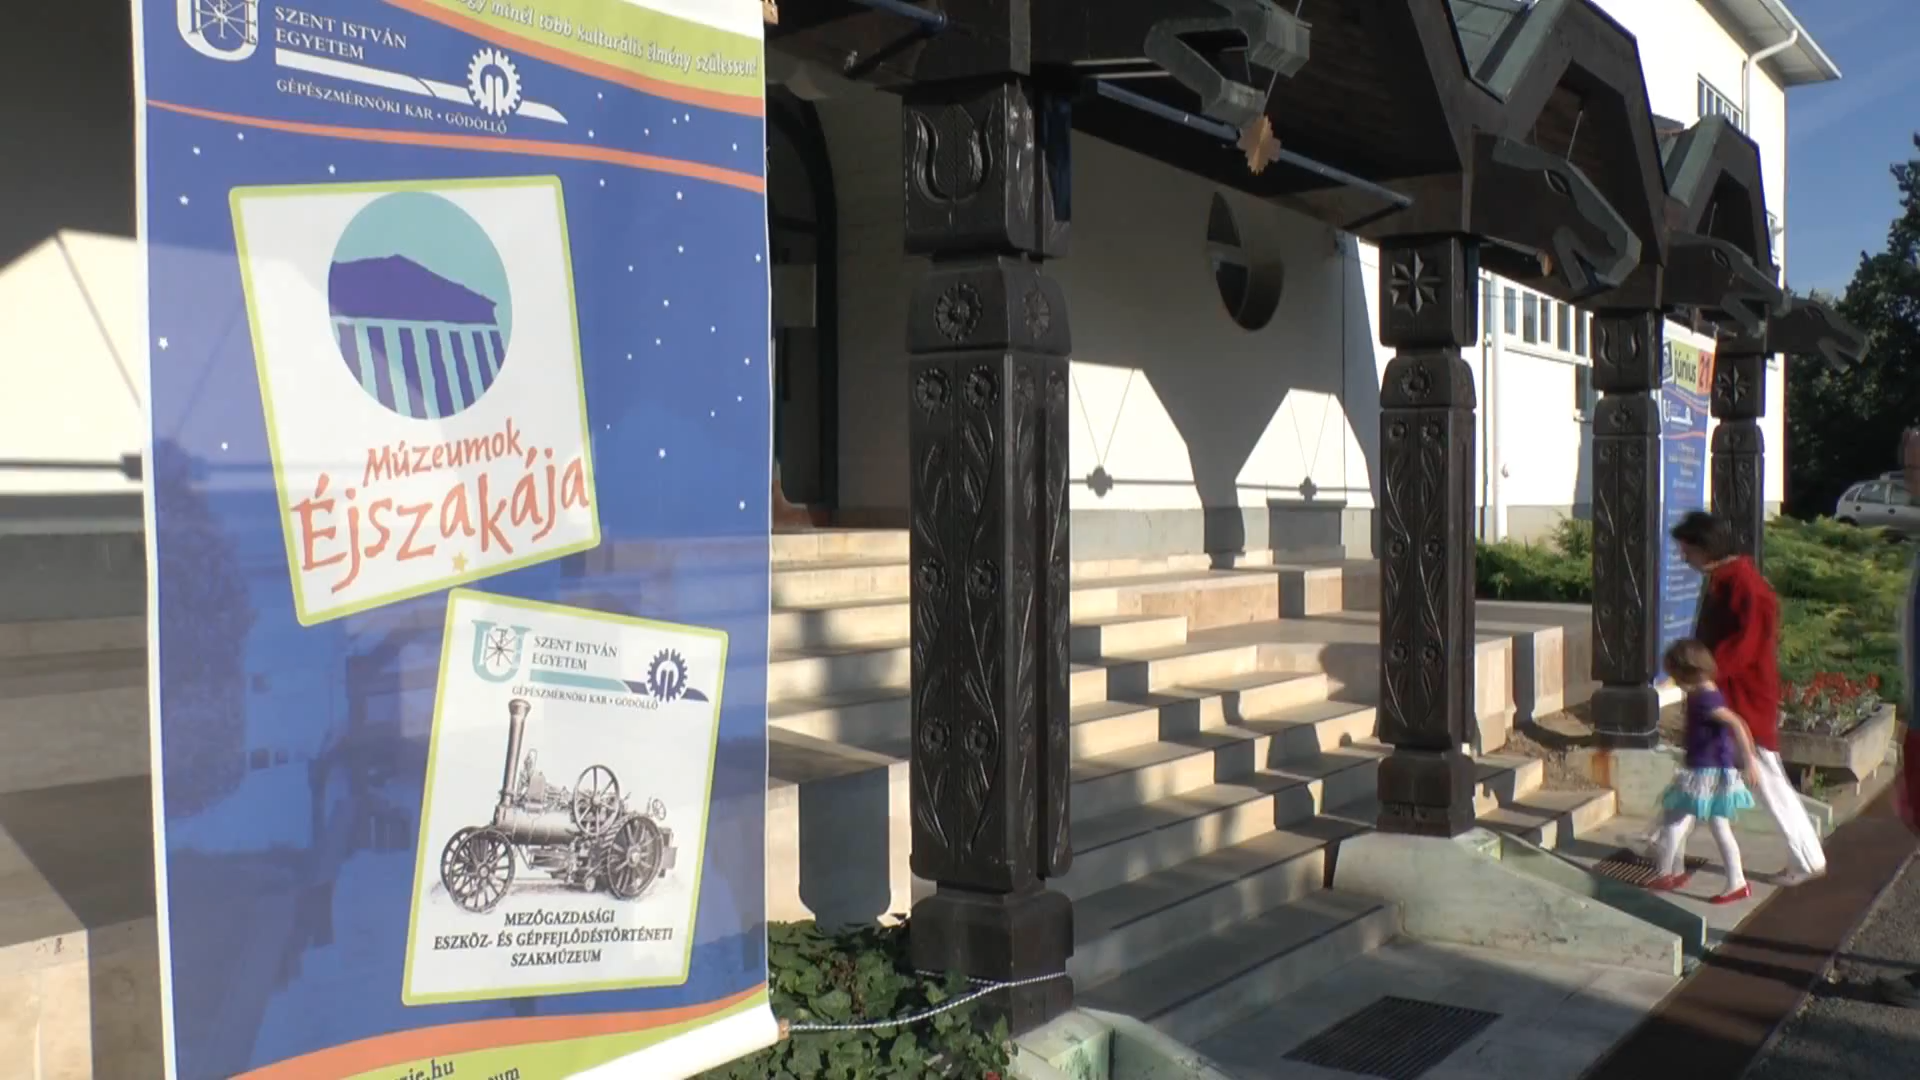 ogy minél több kulturális élmény szülessen!
SZENT ISTVÁN
EGYETEM
GÉPÉSZMÉRNÖKI KAR • GÖDÖLLŐ
Múzeumok
Éjszakája
SZENT ISTVÁN
EGYETEM
GÉPÉSZMÉRNÖKI KAR • GÖDÖLLŐ
MEZŐGAZDASÁGI
ESZKÖZ- ÉS GÉPFEJLŐDÉSTÖRTÉNETI
SZAKMÚZEUM
június 21